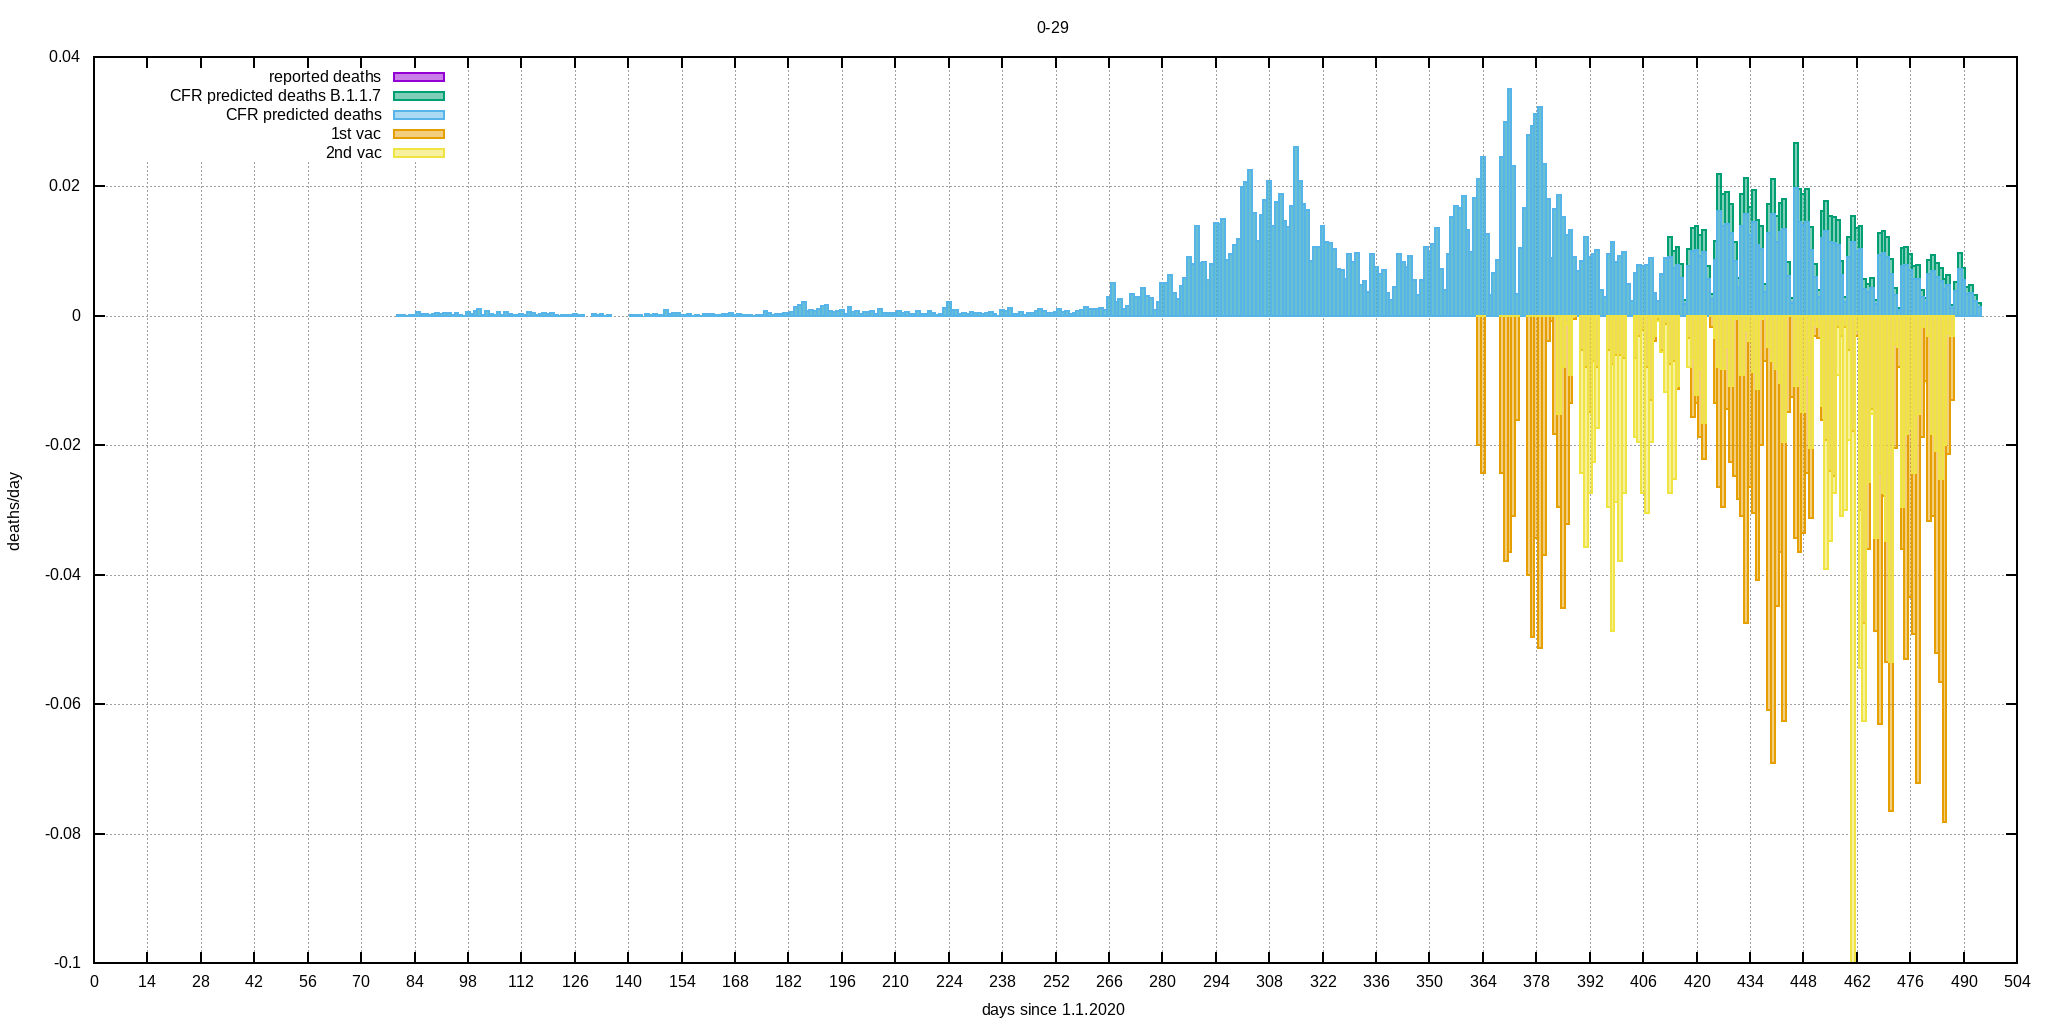 0-29
0.04
0.02
0
-0.02
-0.04
-0.06
-0.08
-0.1
deaths/day
reported deaths
CFR predicted deaths B.1.1.7
CFR predicted deaths
1st vac
2nd vac
0 14 28 42 56 70 84 98 112 126 140 154 168 182 196 210 224 238 252 266 280 294 308 322 336 350 364 378 392 406 420 434 448 462 476 490 504
days since 1.1.2020